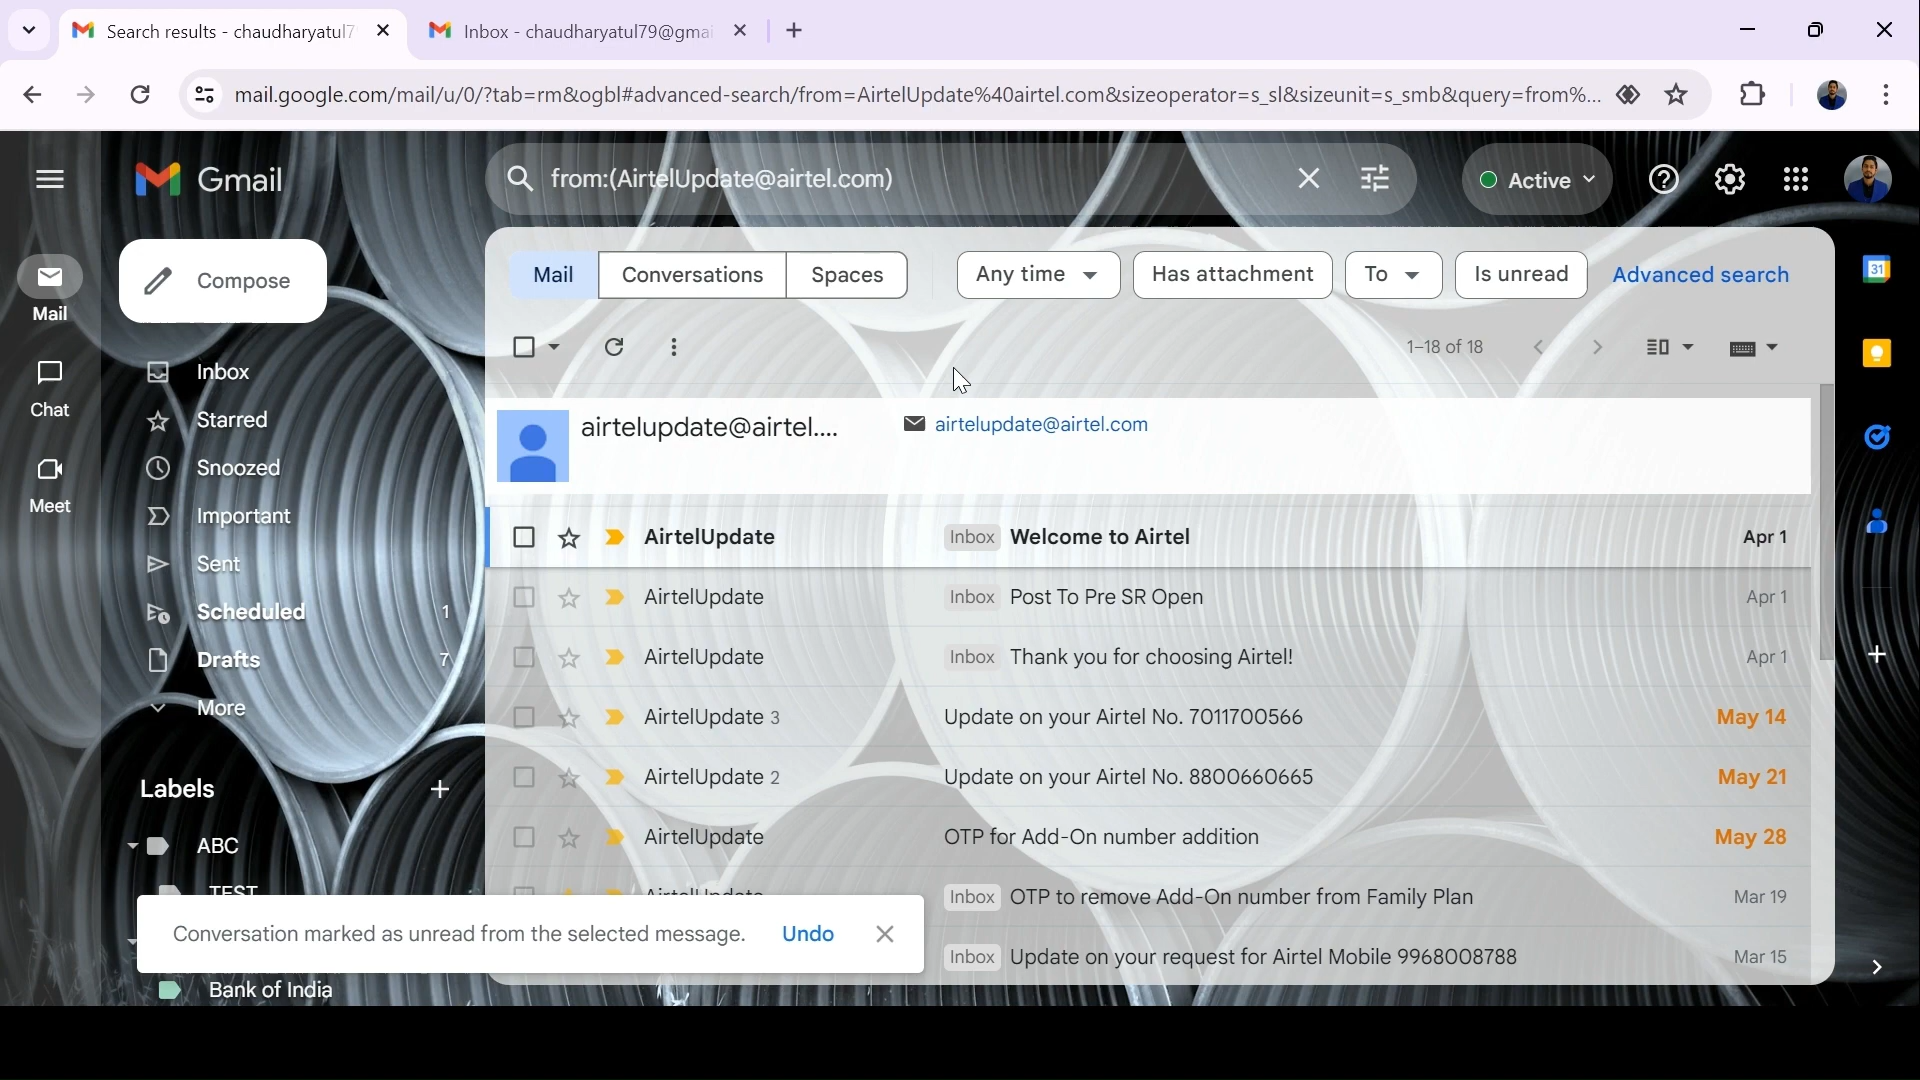 Search results - chaudharyatul7
Inbox - chaudharyatul79@gmai
mail.google.com/mail/u/0/?tab=rm&ogbl#advanced-search/from=AirtelUpdate%40airtel.com&sizeoperator=s_sl&sizeunit=s_smb&query=from%...
Gmail
from:(AirtelUpdate@airtel.com)
Active
Compose
Mail
Chat
Meet
Inbox
Starred
Snoozed
Important
Sent
Scheduled 1
Drafts 7
More
Labels
ABC
TEST
Bank of India
Mail Conversations Spaces Any time Has attachment To Is unread Advanced search
1–18 of 18
31
airtelupdate@airtel.... airtelupdate@airtel.com
AirtelUpdate Inbox Welcome to Airtel Apr 1
AirtelUpdate Inbox Post To Pre SR Open Apr 1
AirtelUpdate Inbox Thank you for choosing Airtel! Apr 1
AirtelUpdate 3 Update on your Airtel No. 7011700566 May 14
AirtelUpdate 2 Update on your Airtel No. 8800660665 May 21
AirtelUpdate OTP for Add-On number addition May 28
AirtelUpdate Inbox OTP to remove Add-On number from Family Plan Mar 19
Inbox Update on your request for Airtel Mobile 9968008788 Mar 15
Conversation marked as unread from the selected message. Undo